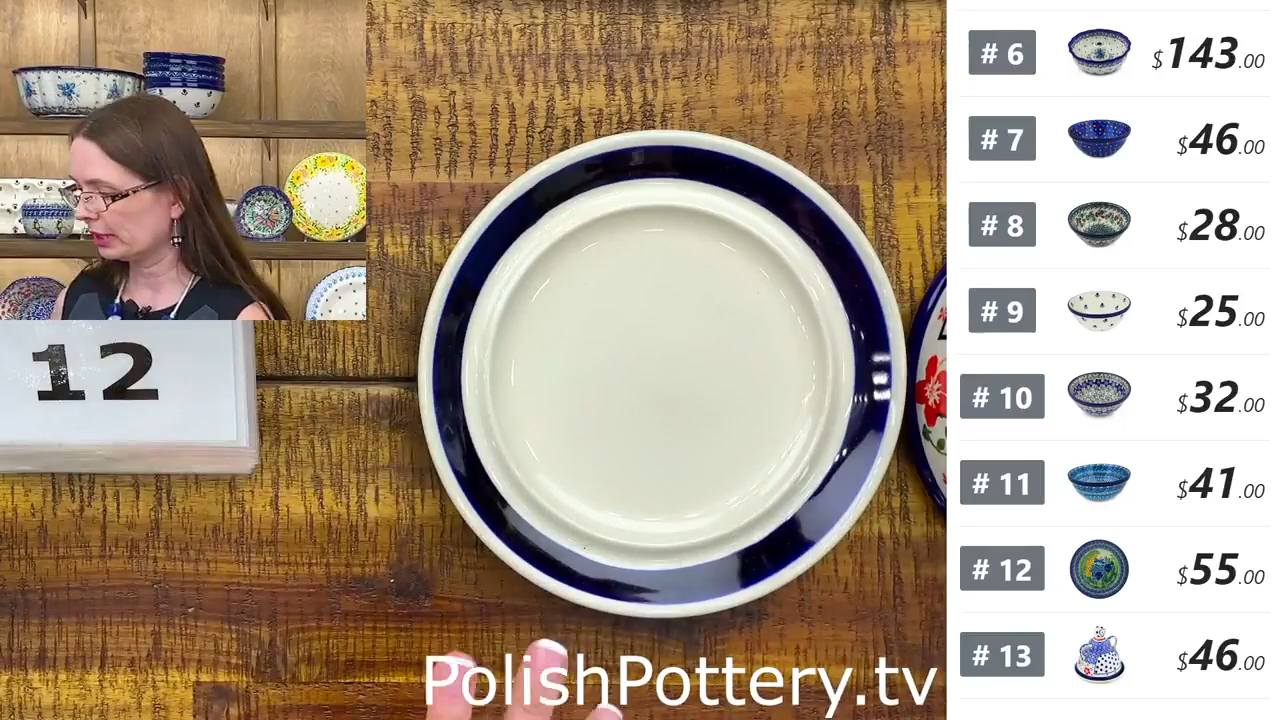 12
PolishPottery.tv
# 6 $143.00
# 7 $46.00
# 8 $28.00
# 9 $25.00
# 10 $32.00
# 11 $41.00
# 12 $55.00
# 13 $46.00